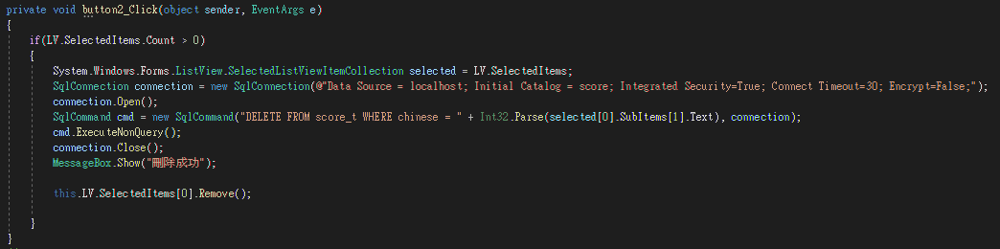 private void button2_Click(object sender, EventArgs e)
{
if(LV.SelectedItems.Count > 0)
{
System.Windows.Forms.ListView.SelectedListViewItemCollection selected = LV.SelectedItems;
SqlConnection connection = new SqlConnection(@"Data Source = localhost; Initial Catalog = score; Integrated Security=True; Connect Timeout=30; Encrypt=False;");
connection.Open();
SqlCommand cmd = new SqlCommand("DELETE FROM score_t WHERE chinese = " + Int32.Parse(selected[0].SubItems[1].Text), connection);
cmd.ExecuteNonQuery();
connection.Close();
MessageBox.Show("刪除成功");
this.LV.SelectedItems[0].Remove();
}
}